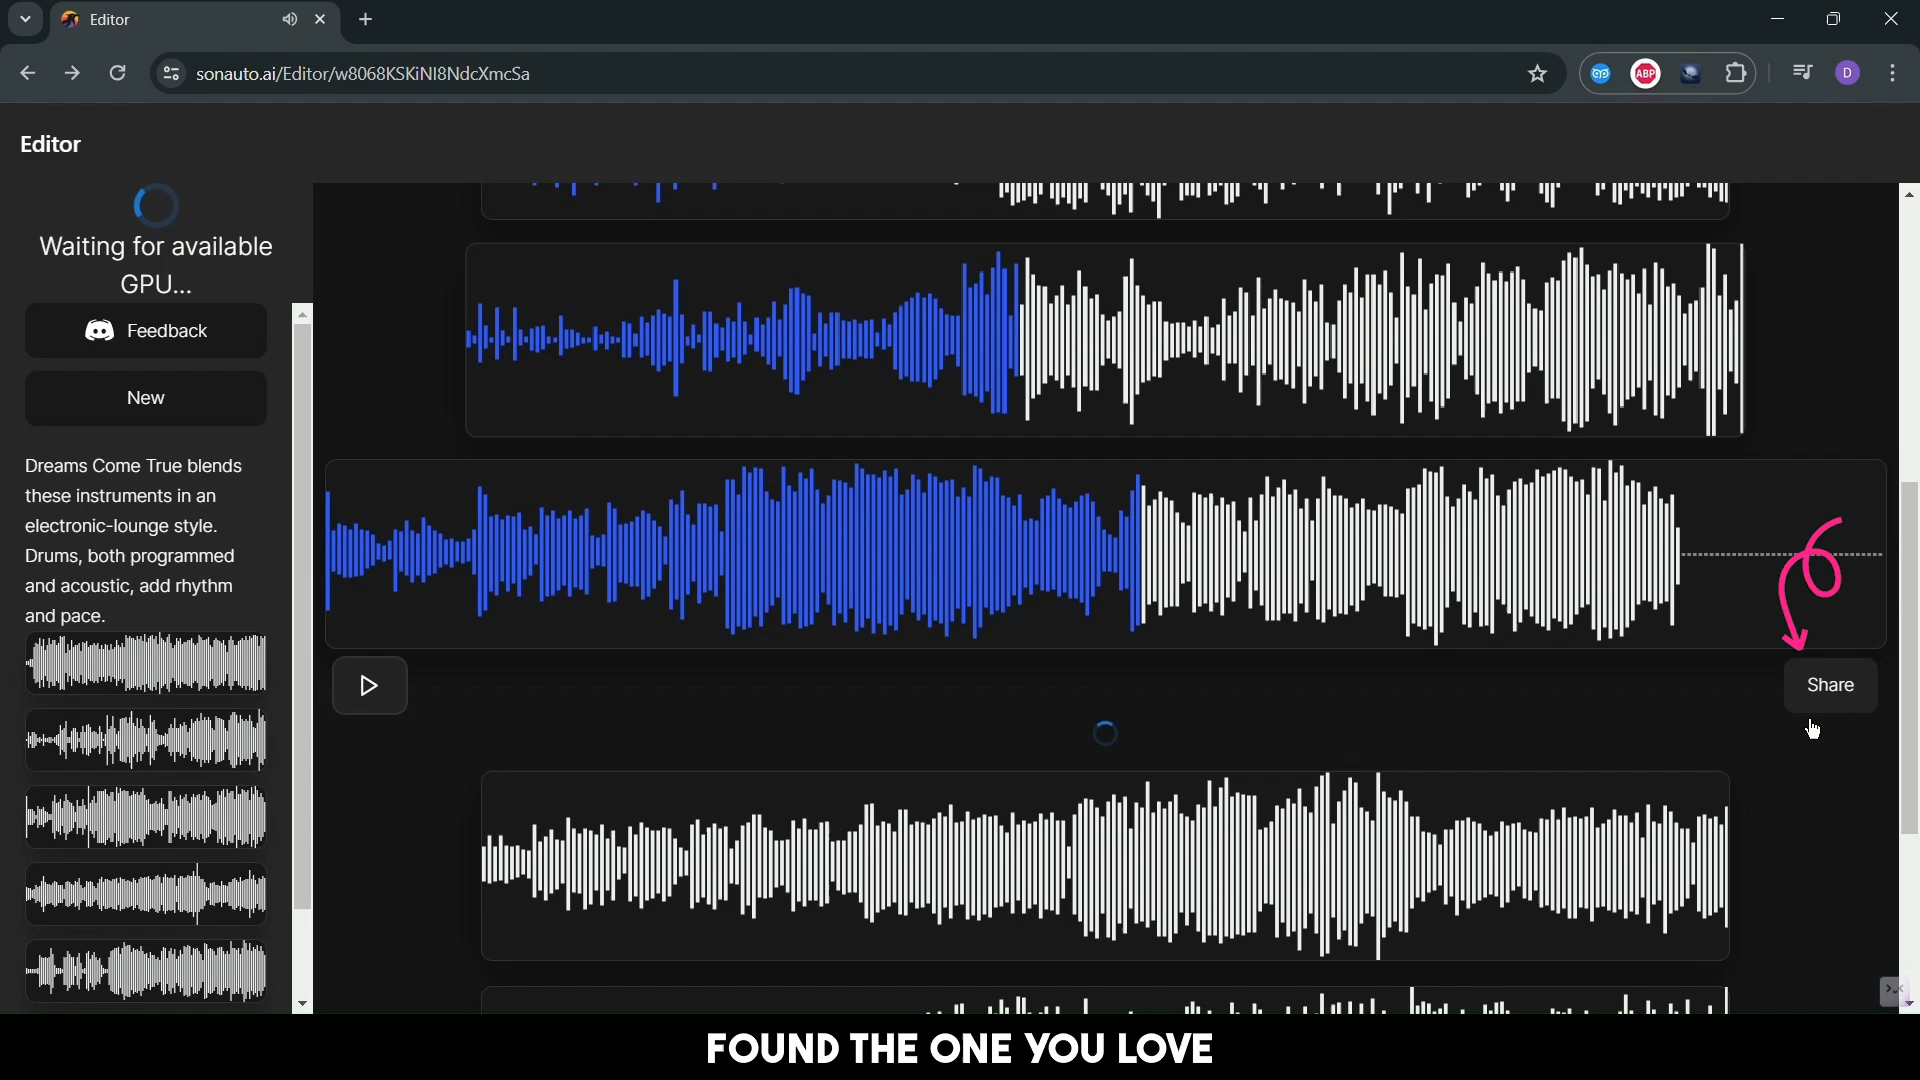 Editor
sonauto.ai/Editor/w8068KSKiNI8NdcXmcSa
ABP
D
Editor
Waiting for available
GPU...
Feedback
New
Dreams Come True blends
these instruments in an
electronic-lounge style.
Drums, both programmed
and acoustic, add rhythm
and pace.
Share
FOUND THE ONE YOU LOVE